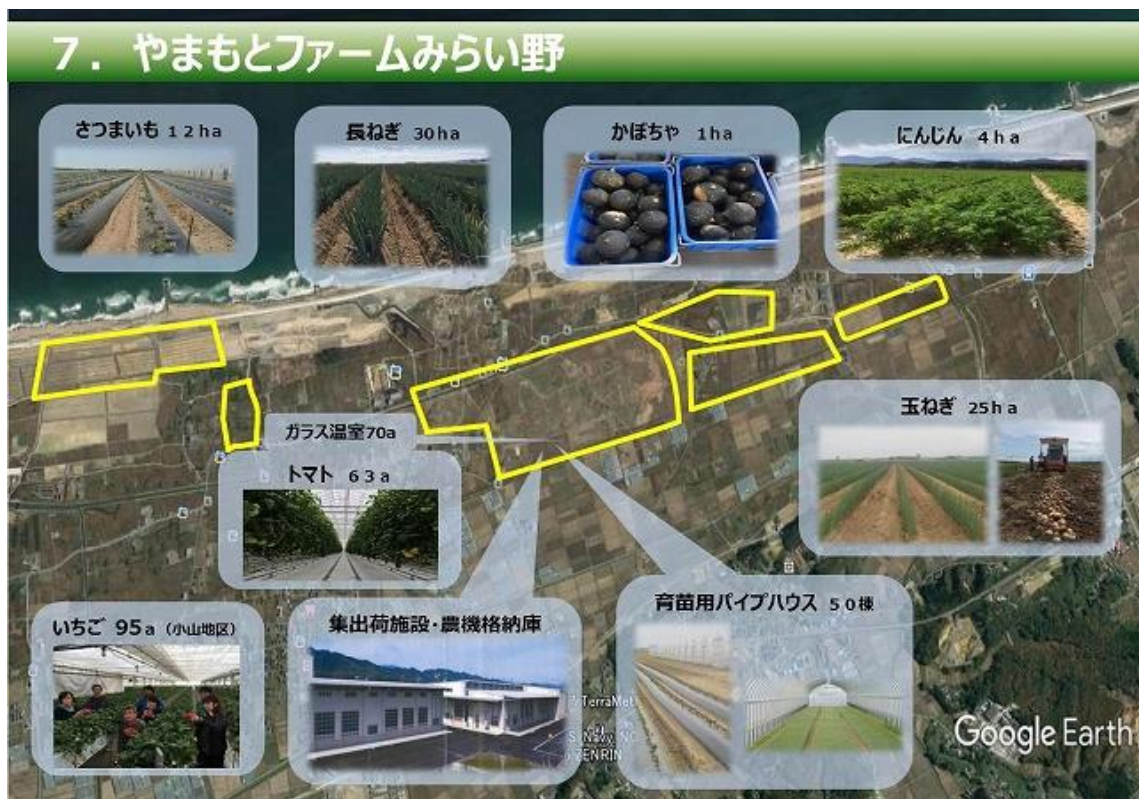 7．やまもとファームみらい野
さつまいも 12ha
長ねぎ 30ha
かぼちゃ 1ha
にんじん 4ha
玉ねぎ 25ha
ガラス温室70a
トマト 63a
いちご 95a（小山地区）
集出荷施設・農機格納庫
育苗用パイプハウス 50棟
TerraMet
S. Navy, NG
ZENRIN
Google Earth